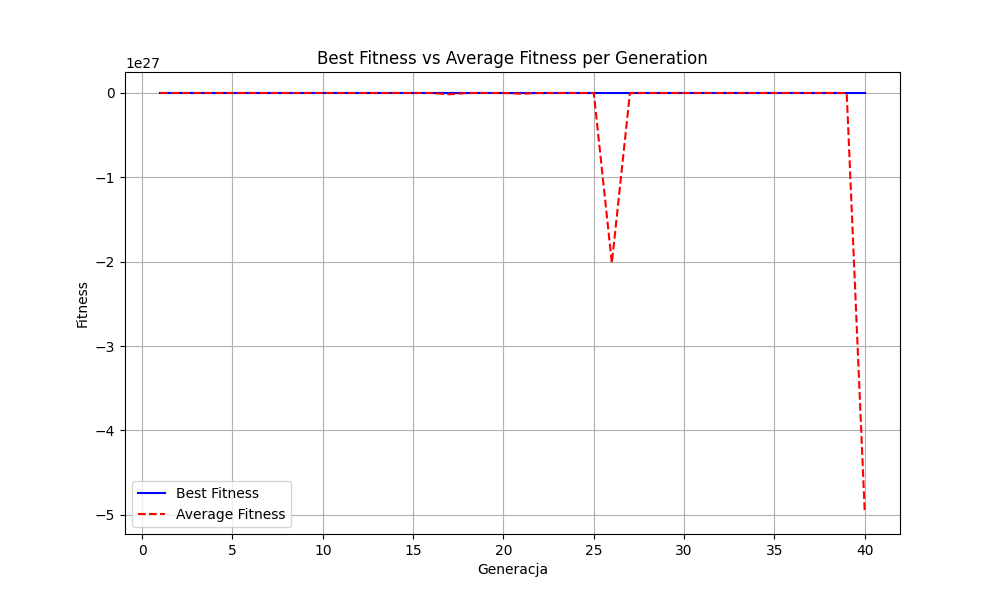 Best Fitness vs Average Fitness per Generation
1e27
0
−1
−2
−3
−4
−5
Fitness
Best Fitness
Average Fitness
0 5 10 15 20 25 30 35 40
Generacja